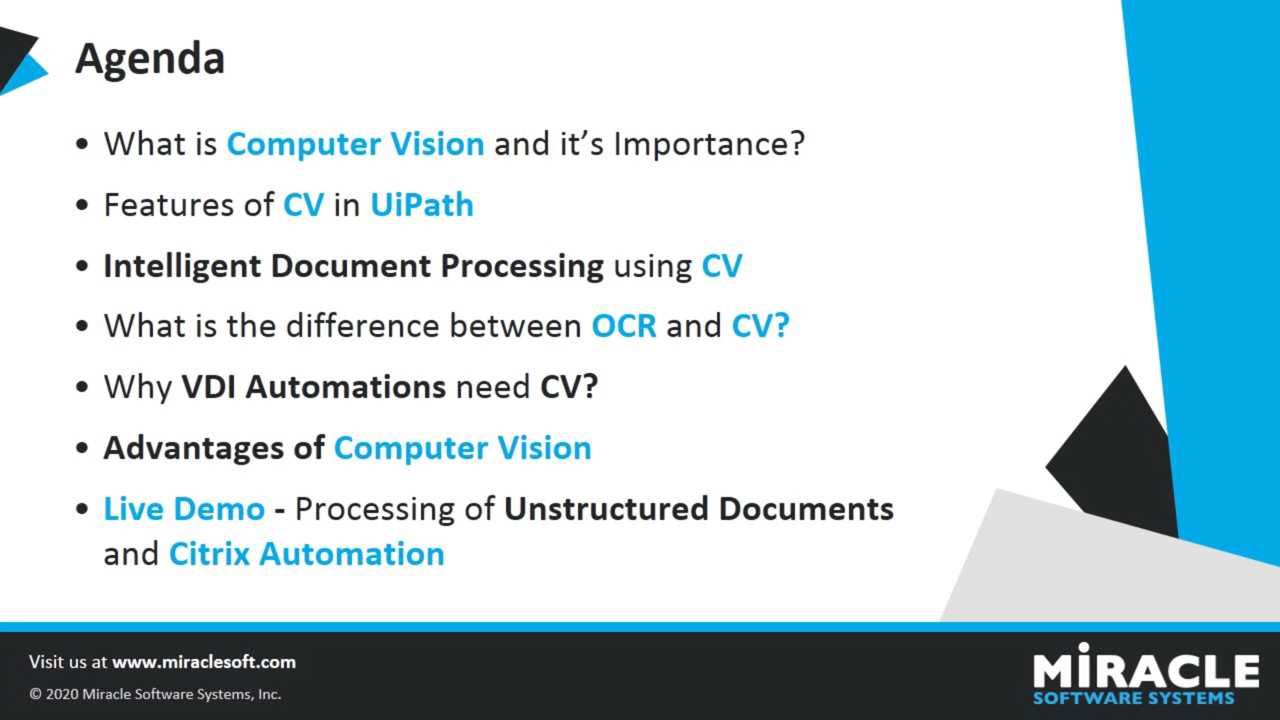 Agenda
• What is Computer Vision and it’s Importance?
• Features of CV in UiPath
• Intelligent Document Processing using CV
• What is the difference between OCR and CV?
• Why VDI Automations need CV?
• Advantages of Computer Vision
• Live Demo - Processing of Unstructured Documents
and Citrix Automation
Visit us at www.miraclesoft.com
© 2020 Miracle Software Systems, Inc.
MiRACLE
SOFTWARE SYSTEMS